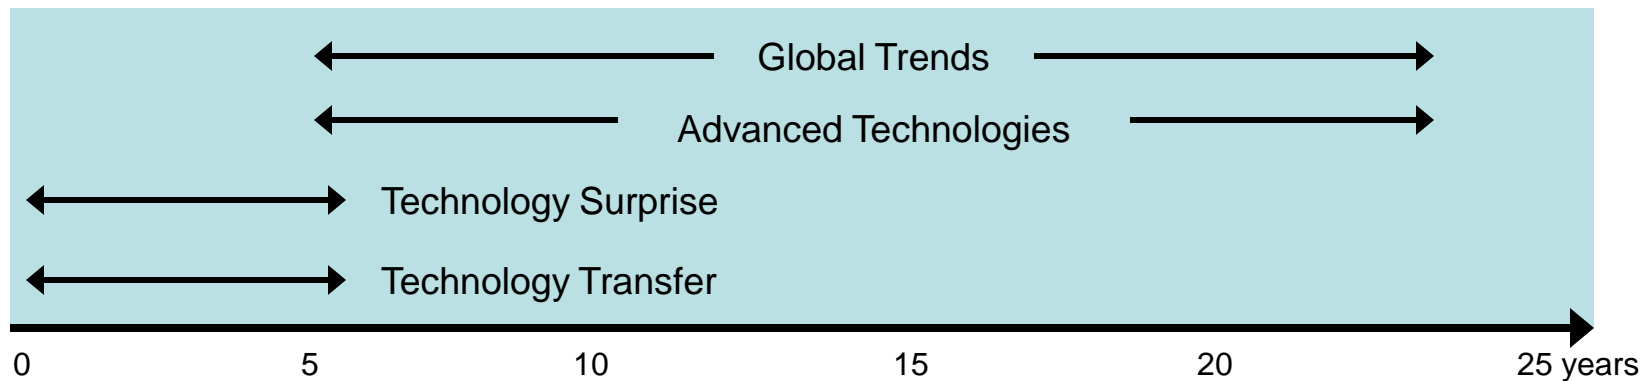 Global Trends
Advanced Technologies
Technology Surprise
Technology Transfer
0 5 10 15 20 25 years